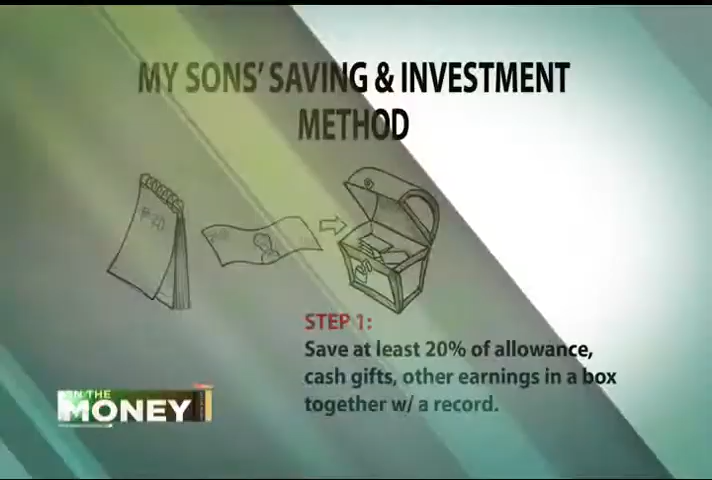 MY SONS' SAVING & INVESTMENT
METHOD
STEP 1:
Save at least 20% of allowance,
cash gifts, other earnings in a box
together w/ a record.
ON THE
MONEY